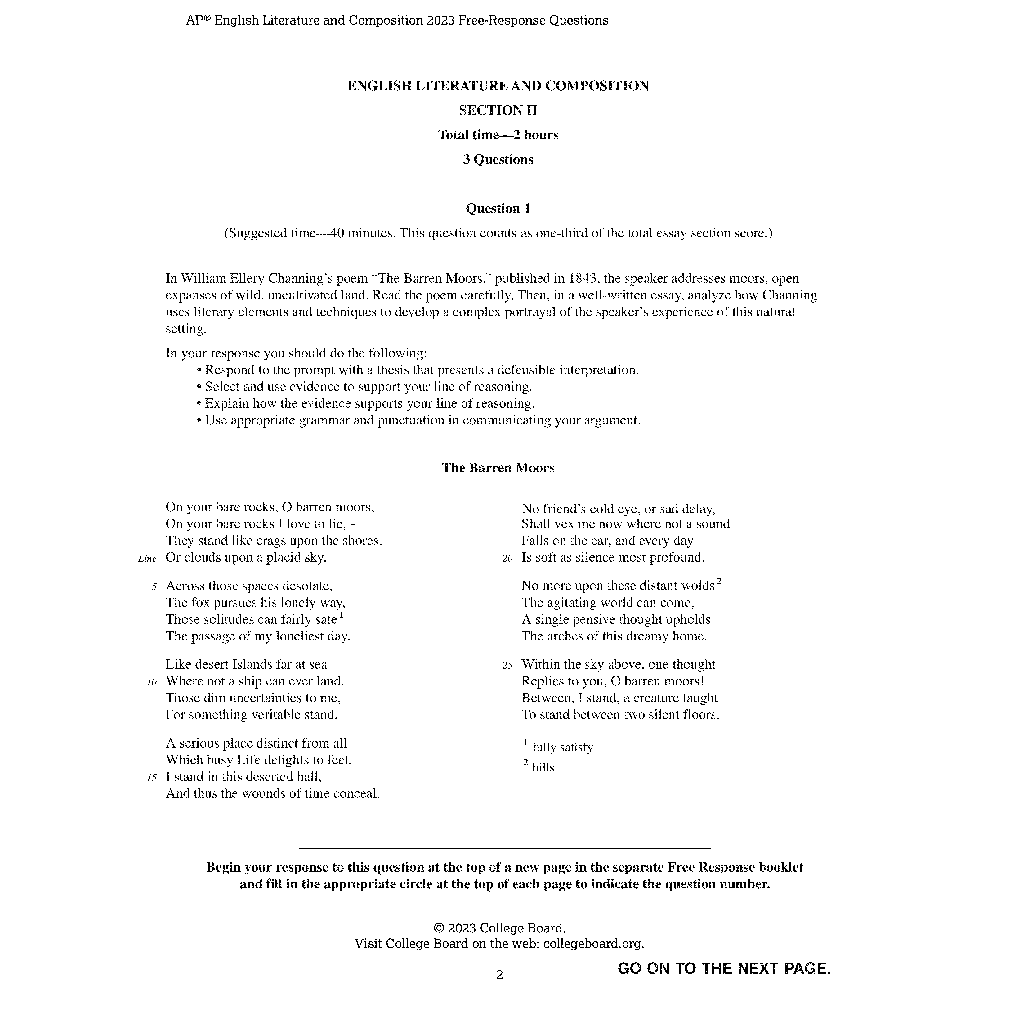 AP® English Literature and Composition 2023 Free-Response Questions
ENGLISH LITERATURE AND COMPOSITION
SECTION II
Total time—2 hours
3 Questions
Question 1
(Suggested time—40 minutes. This question counts as one-third of the total essay section score.)
In William Ellery Channing's poem “The Barren Moors,” published in 1843, the speaker addresses moors, open
expanses of wild, uncultivated land. Read the poem carefully. Then, in a well-written essay, analyze how Channing
uses literary elements and techniques to develop a complex portrayal of the speaker's experience of this natural
setting.
In your response you should do the following:
• Respond to the prompt with a thesis that presents a defensible interpretation.
• Select and use evidence to support your line of reasoning.
• Explain how the evidence supports your line of reasoning.
• Use appropriate grammar and punctuation in communicating your argument.
The Barren Moors
On your bare rocks, O barren moors,
On your bare rocks I love to lie, –
They stand like crags upon the shores,
Line Or clouds upon a placid sky.
5 Across those spaces desolate,
The fox pursues his lonely way,
Those solitudes can fairly sate1
The passage of my loneliest day.
Like desert Islands far at sea
10 Where not a ship can ever land,
Those dim uncertainties to me,
For something veritable stand.
A serious place distinct from all
Which busy Life delights to feel,
15 I stand in this deserted hall,
And thus the wounds of time conceal.
No friend's cold eye, or sad delay,
Shall vex me now where not a sound
Falls on the ear, and every day
20 Is soft as silence most profound.
No more upon these distant wolds2
The agitating world can come,
A single pensive thought upholds
The arches of this dreamy home.
25 Within the sky above, one thought
Replies to you, O barren moors!
Between, I stand, a creature taught
To stand between two silent floors.
1 fully satisfy
2 hills
Begin your response to this question at the top of a new page in the separate Free Response booklet
and fill in the appropriate circle at the top of each page to indicate the question number.
© 2023 College Board.
Visit College Board on the web: collegeboard.org.
GO ON TO THE NEXT PAGE.
2